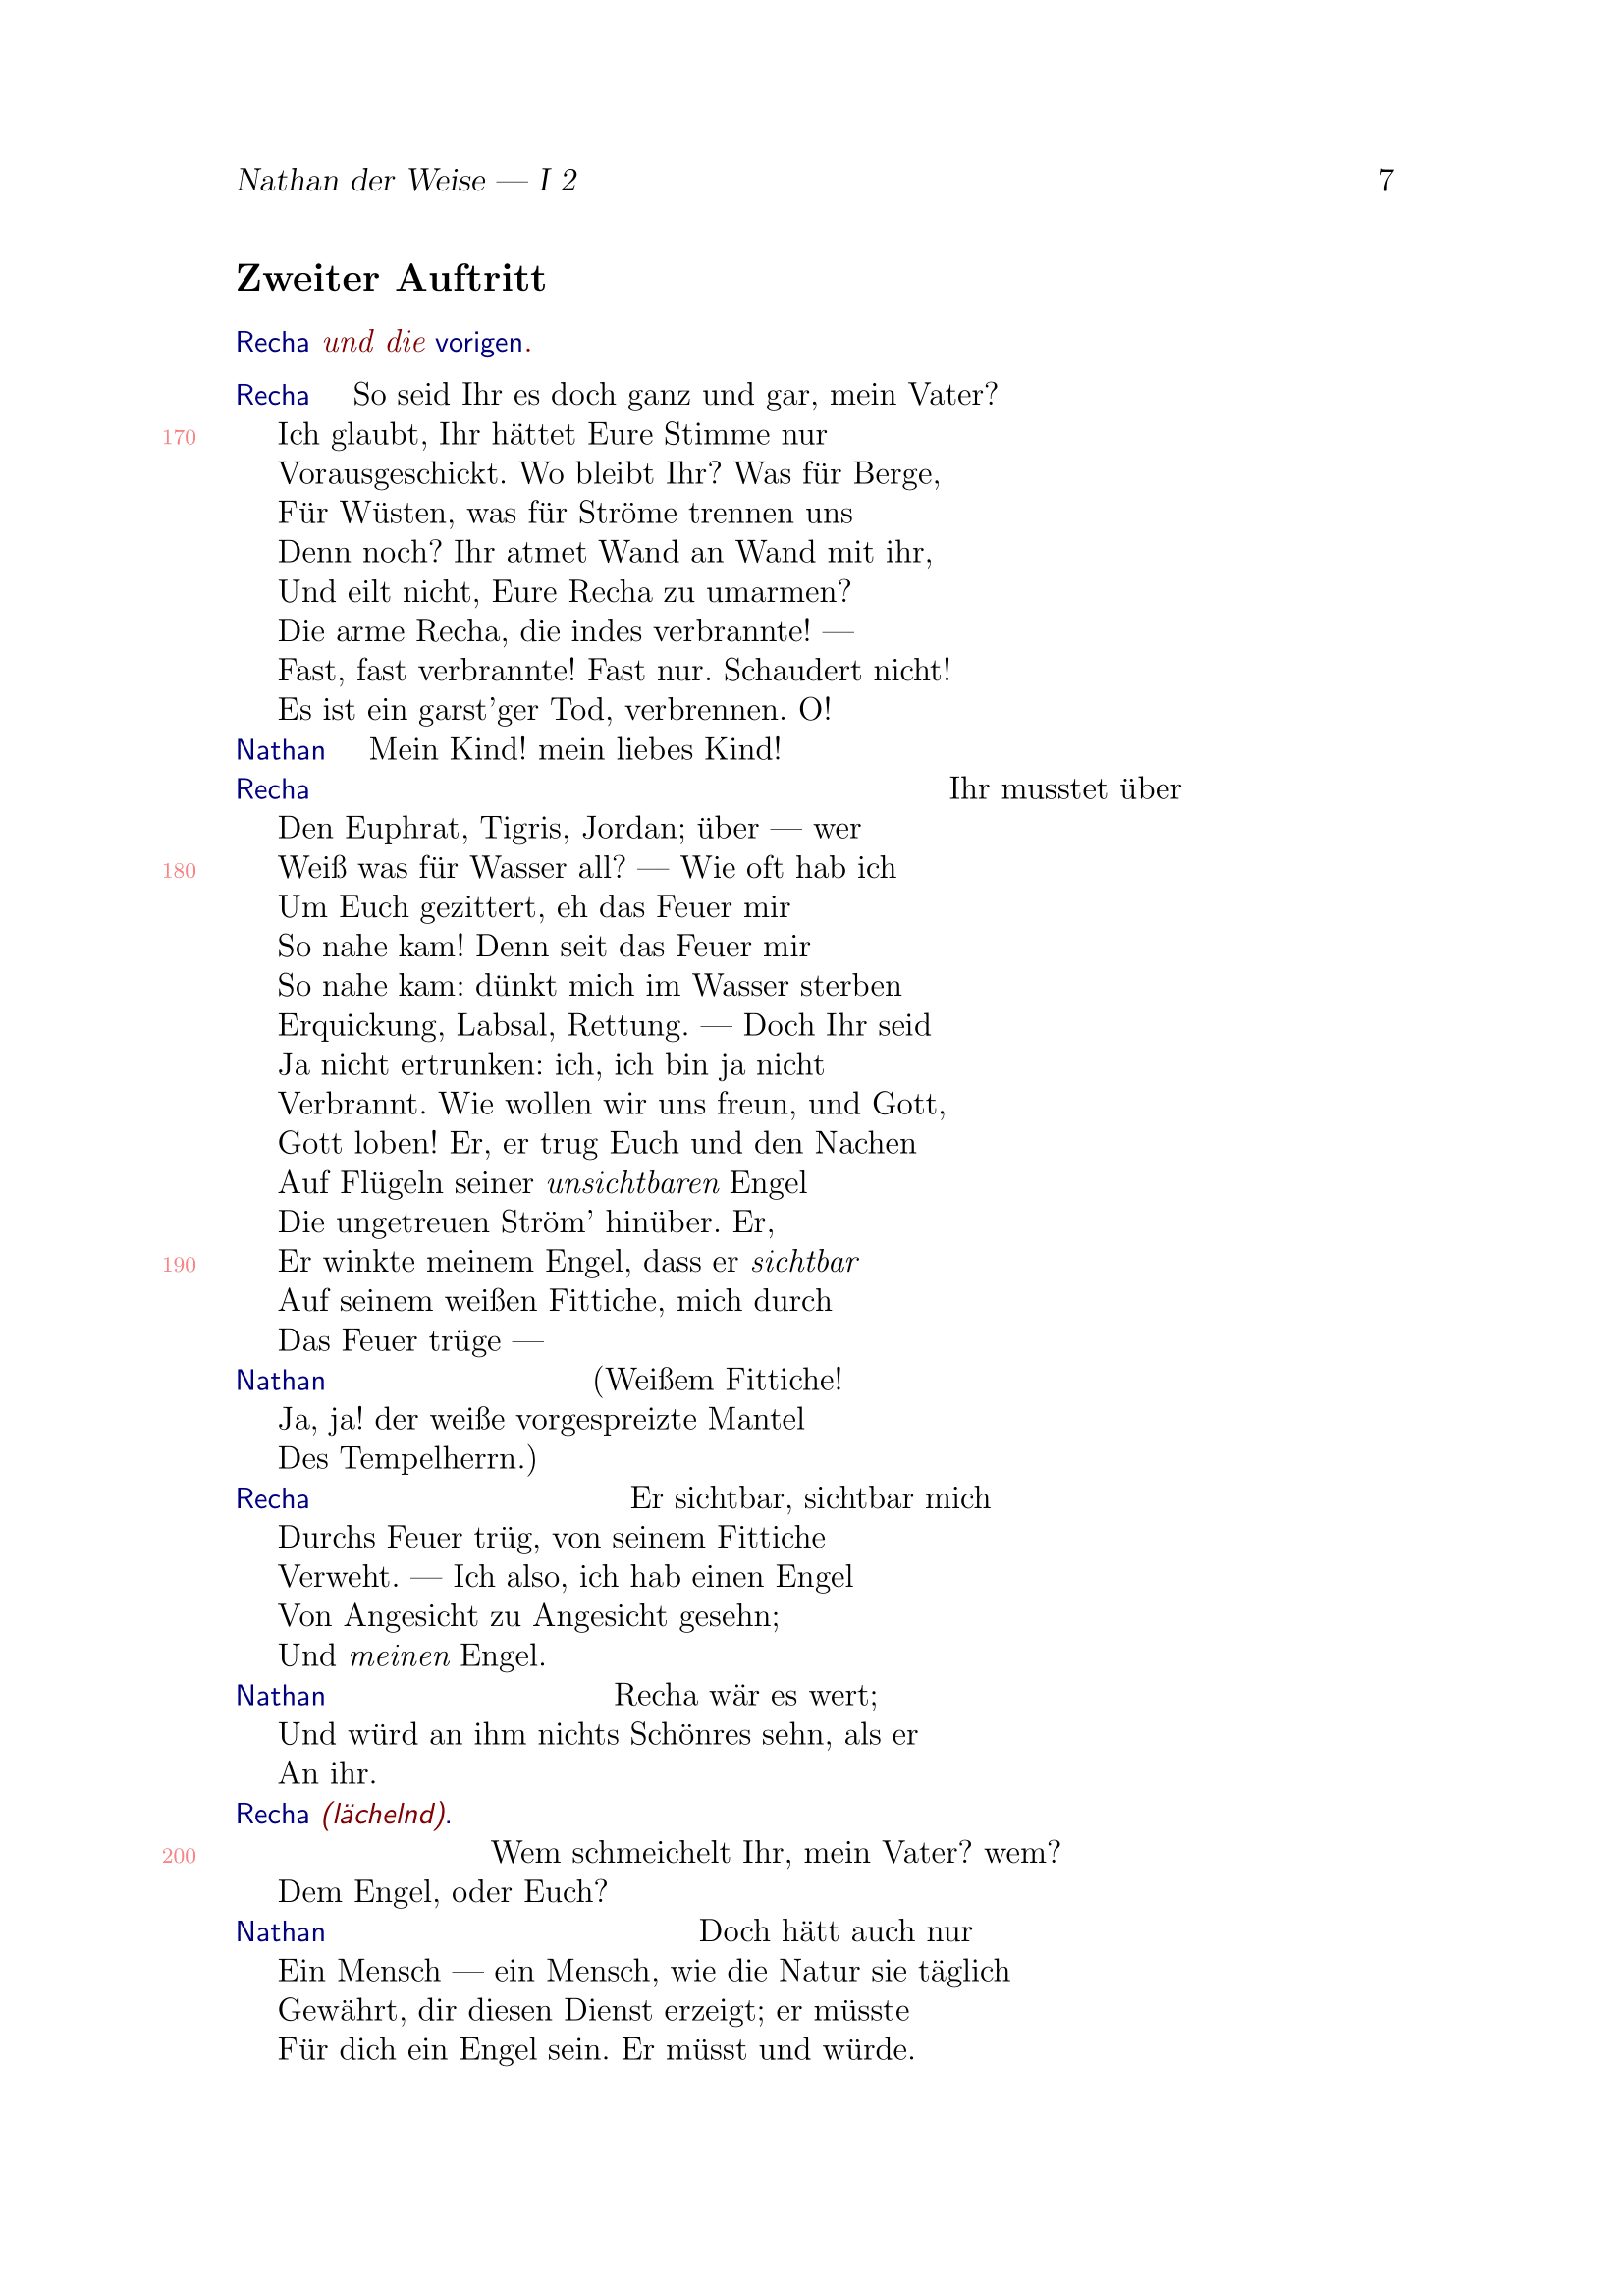 Nathan der Weise — I 2 7
Zweiter Auftritt
Recha und die vorigen.
Recha So seid Ihr es doch ganz und gar, mein Vater?
170 Ich glaubt, Ihr hättet Eure Stimme nur
Vorausgeschickt. Wo bleibt Ihr? Was für Berge,
Für Wüsten, was für Ströme trennen uns
Denn noch? Ihr atmet Wand an Wand mit ihr,
Und eilt nicht, Eure Recha zu umarmen?
Die arme Recha, die indes verbrannte! —
Fast, fast verbrannte! Fast nur. Schaudert nicht!
Es ist ein garst’ger Tod, verbrennen. O!
Nathan Mein Kind! mein liebes Kind!
Recha Ihr musstet über
Den Euphrat, Tigris, Jordan; über — wer
180 Weiß was für Wasser all? — Wie oft hab ich
Um Euch gezittert, eh das Feuer mir
So nahe kam! Denn seit das Feuer mir
So nahe kam: dünkt mich im Wasser sterben
Erquickung, Labsal, Rettung. — Doch Ihr seid
Ja nicht ertrunken: ich, ich bin ja nicht
Verbrannt. Wie wollen wir uns freun, und Gott,
Gott loben! Er, er trug Euch und den Nachen
Auf Flügeln seiner unsichtbaren Engel
Die ungetreuen Ström’ hinüber. Er,
190 Er winkte meinem Engel, dass er sichtbar
Auf seinem weißen Fittiche, mich durch
Das Feuer trüge —
Nathan (Weißem Fittiche!
Ja, ja! der weiße vorgespreizte Mantel
Des Tempelherrn.)
Recha Er sichtbar, sichtbar mich
Durchs Feuer trüg, von seinem Fittiche
Verweht. — Ich also, ich hab einen Engel
Von Angesicht zu Angesicht gesehn;
Und meinen Engel.
Nathan Recha wär es wert;
Und würd an ihm nichts Schönres sehn, als er
An ihr.
Recha (lächelnd).
200 Wem schmeichelt Ihr, mein Vater? wem?
Dem Engel, oder Euch?
Nathan Doch hätt auch nur
Ein Mensch — ein Mensch, wie die Natur sie täglich
Gewährt, dir diesen Dienst erzeigt; er müsste
Für dich ein Engel sein. Er müsst und würde.